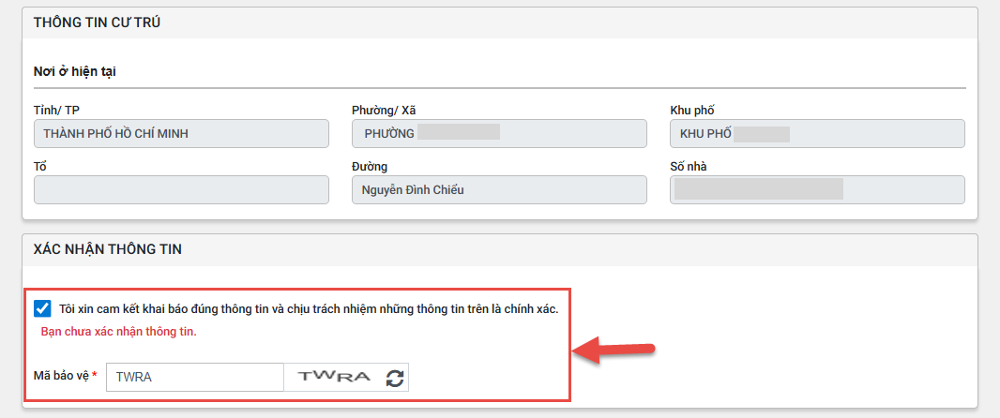 THÔNG TIN CƯ TRÚ
Nơi ở hiện tại
Tỉnh/ TP Phường/ Xã Khu phố
THÀNH PHỐ HỒ CHÍ MINH PHƯỜNG KHU PHỐ
Tổ Đường Số nhà
Nguyễn Đình Chiểu
XÁC NHẬN THÔNG TIN
Tôi xin cam kết khai báo đúng thông tin và chịu trách nhiệm những thông tin trên là chính xác.
Bạn chưa xác nhận thông tin.
Mã bảo vệ * TWRA TWRA